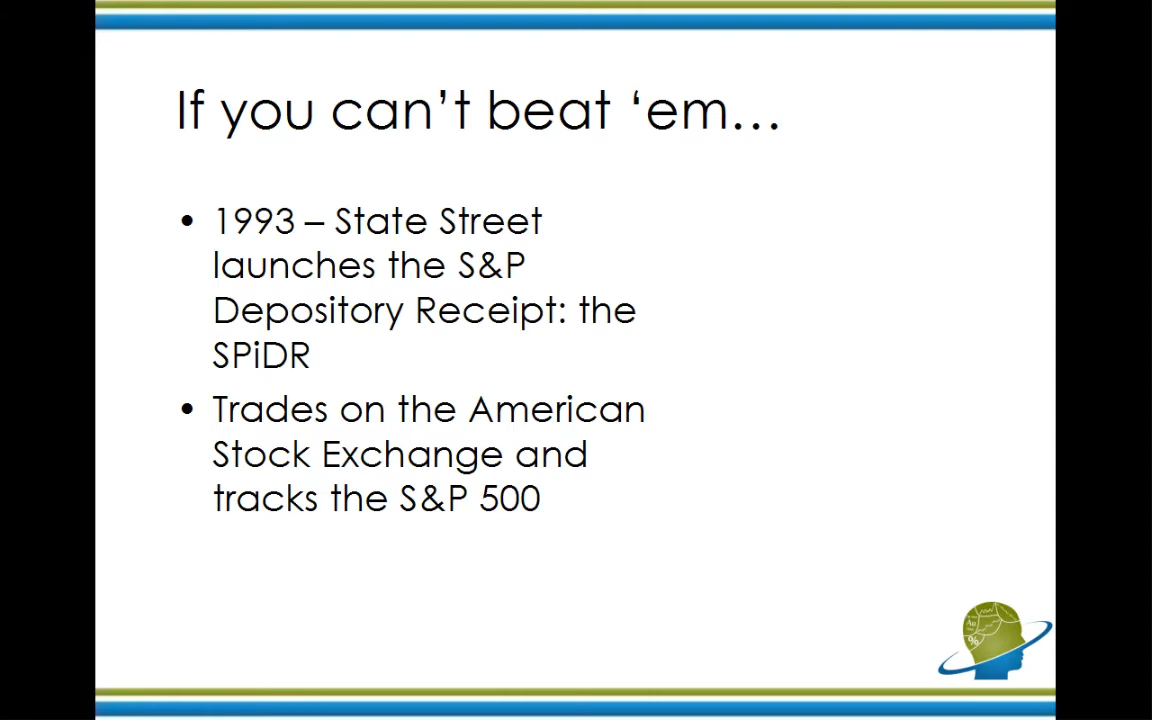 If you can’t beat ‘em…
• 1993 – State Street
launches the S&P
Depository Receipt: the
SPiDR
• Trades on the American
Stock Exchange and
tracks the S&P 500
Au
%